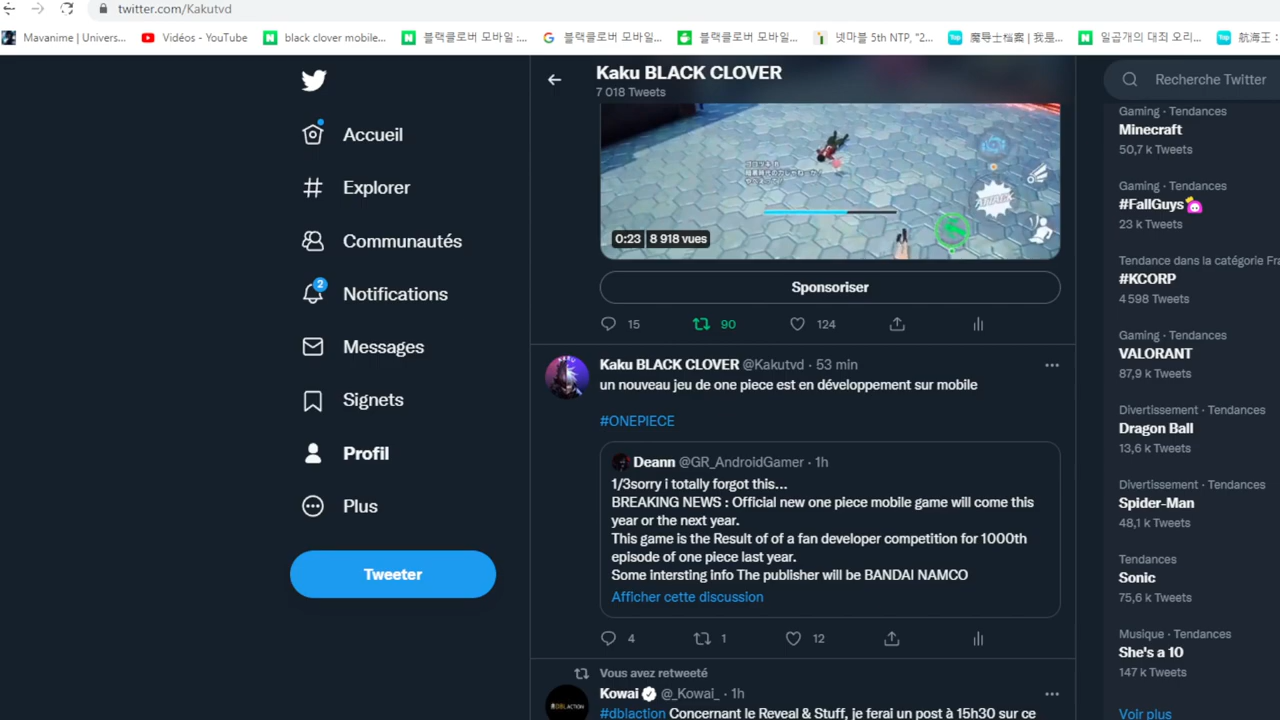 twitter.com/Kakutvd
Mavanime | Univers...
Vidéos - YouTube
black clover mobile...
블랙클로버 모바일 :...
블랙클로버 모바일...
블랙클로버 모바일...
넷마블 5th NTP, "2...
魔导士档案 | 我是...
일곱개의 대죄 오리...
航海王：
Accueil
Explorer
Communautés
2
Notifications
Messages
Signets
Profil
Plus
Tweeter
Kaku BLACK CLOVER
7 018 Tweets
0:23 8 918 vues
Sponsoriser
15 90 124
Kaku BLACK CLOVER @Kakutvd · 53 min
un nouveau jeu de one piece est en développement sur mobile
#ONEPIECE
Deann @GR_AndroidGamer · 1h
1/3sorry i totally forgot this...
BREAKING NEWS : Official new one piece mobile game will come this
year or the next year.
This game is the Result of of a fan developer competition for 1000th
episode of one piece last year.
Some intersting info The publisher will be BANDAI NAMCO
Afficher cette discussion
4 1 12
Vous avez retweeté
Kowai @_Kowai_ · 1h
#dblaction Concernant le Reveal & Stuff, je ferai un post à 15h30 sur ce
Recherche Twitter
Gaming · Tendances
Minecraft
50,7 k Tweets
Gaming · Tendances
#FallGuys
23 k Tweets
Tendance dans la catégorie Fra
#KCORP
4 598 Tweets
Gaming · Tendances
VALORANT
87,9 k Tweets
Divertissement · Tendances
Dragon Ball
13,6 k Tweets
Divertissement · Tendances
Spider-Man
48,1 k Tweets
Tendances
Sonic
75,6 k Tweets
Musique · Tendances
She's a 10
147 k Tweets
Voir plus